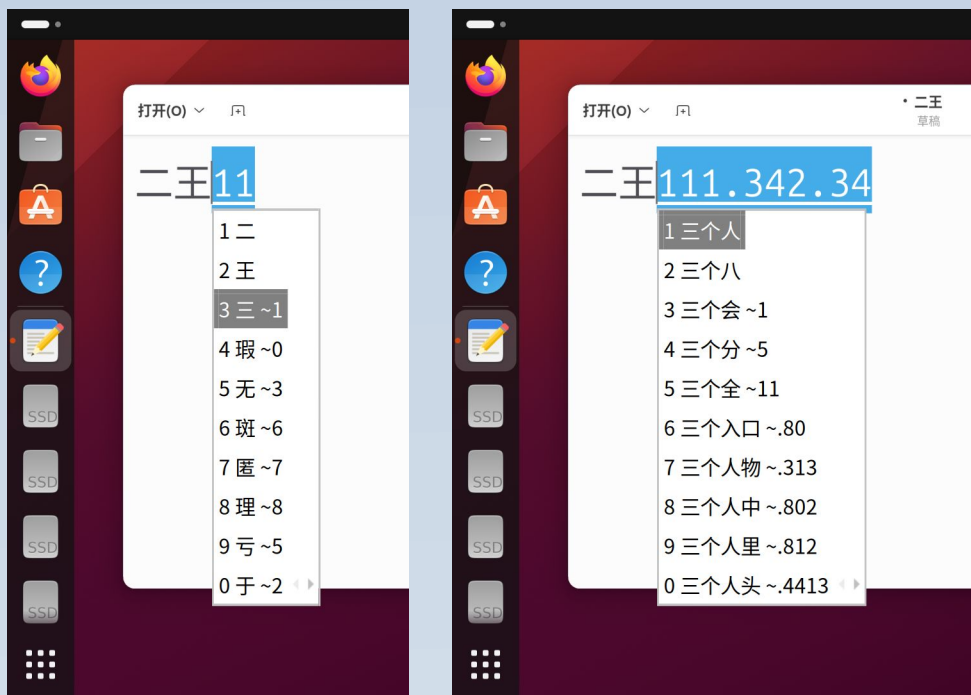 打开(O)
二王11
1 二
2 王
3 三 ~1
4 瑕 ~0
5 无 ~3
6 斑 ~6
7 匿 ~7
8 理 ~8
9 亏 ~5
0 于 ~2
SSD
SSD
SSD
SSD
打开(O)
• 二王
草稿
二王111.342.34
1 三个人
2 三个八
3 三个会 ~1
4 三个分 ~5
5 三个全 ~11
6 三个入口 ~.80
7 三个人物 ~.313
8 三个人中 ~.802
9 三个人里 ~.812
0 三个人头 ~.4413
SSD
SSD
SSD
SSD